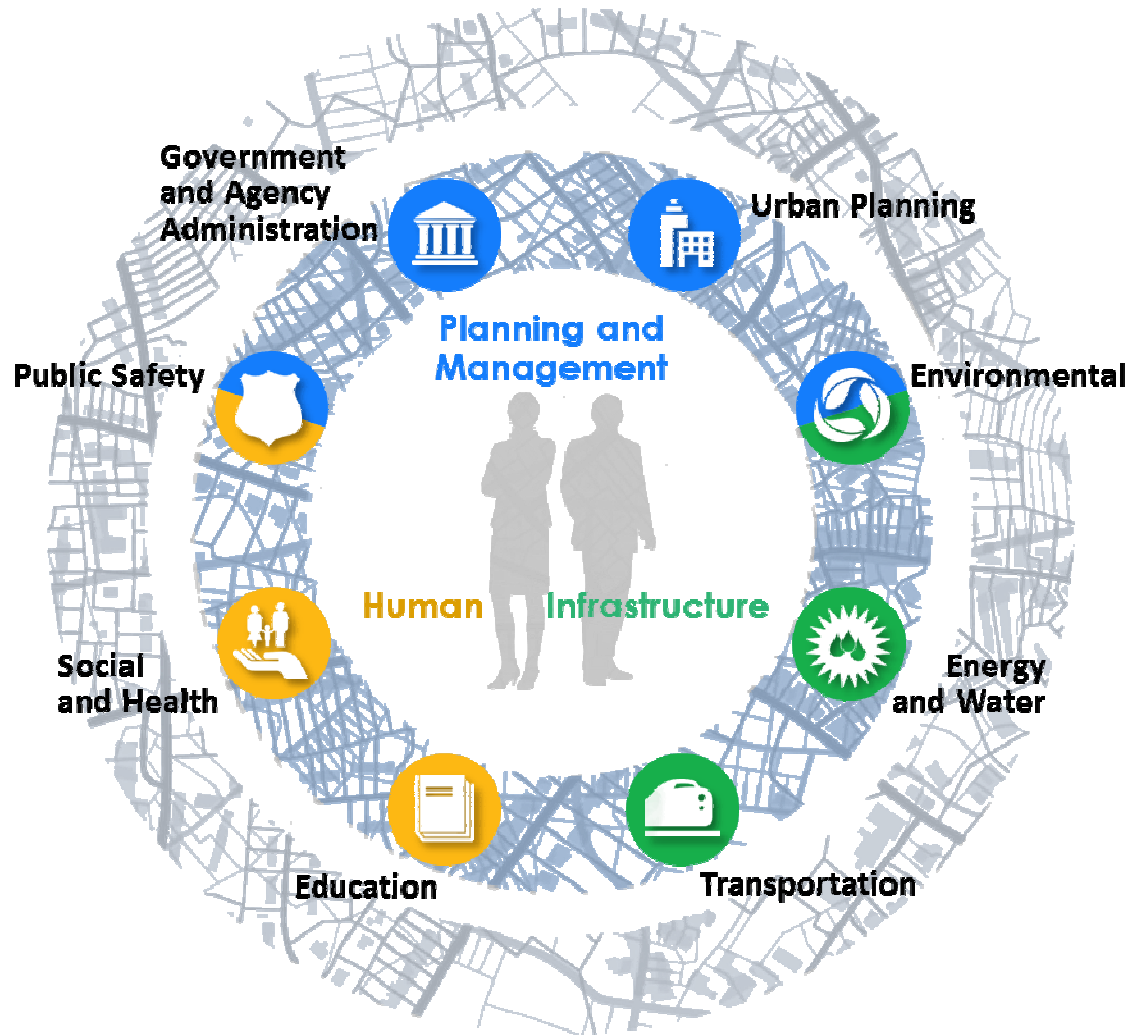 Government
and Agency
Administration
Urban Planning
Planning and
Management
Public Safety
Environmental
Human
Infrastructure
Social
and Health
Energy
and Water
Education
Transportation